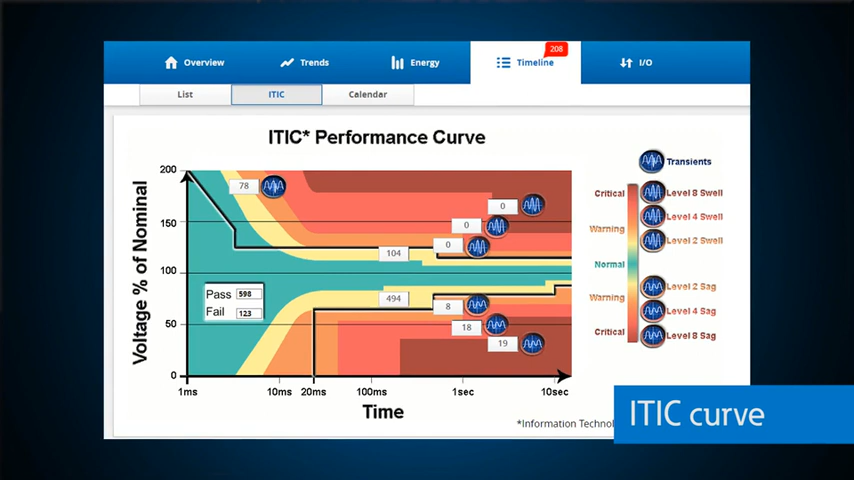 Overview
Trends
Energy
Timeline
208
I/O
List
ITIC
Calendar
ITIC* Performance Curve
Voltage % of Nominal
200
150
100
50
0
78
0
0
0
104
494
8
18
19
Pass 598
Fail 123
1ms
10ms
20ms
100ms
1sec
10sec
Time
Transients
Critical
Level 8 Swell
Level 4 Swell
Warning
Level 2 Swell
Normal
Level 2 Sag
Warning
Level 4 Sag
Critical
Level 8 Sag
*Information Technol
ITIC curve